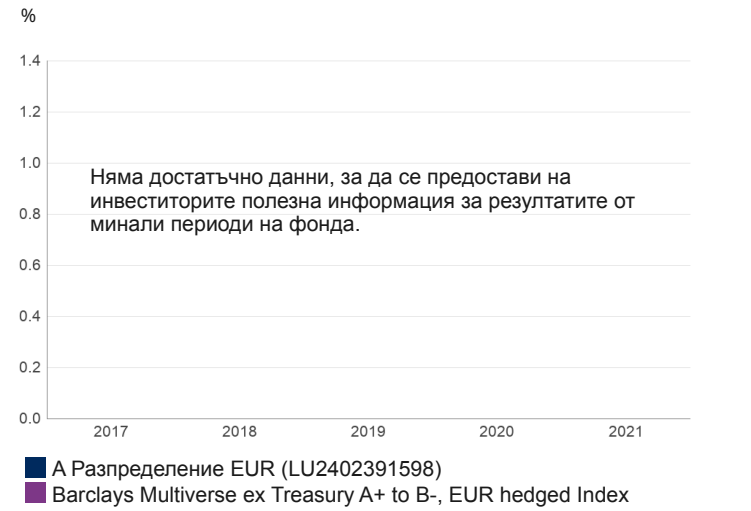 %
1.4
1.2
1.0
Няма достатъчно данни, за да се предостави на
инвеститорите полезна информация за резултатите от
0.8
минали периоди на фонда.
0.6
0.4
0.2
0.0
2017 2018 2019 2020 2021
А Разпределение EUR (LU2402391598)
Barclays Multiverse ex Treasury A+ to B-, EUR hedged Index